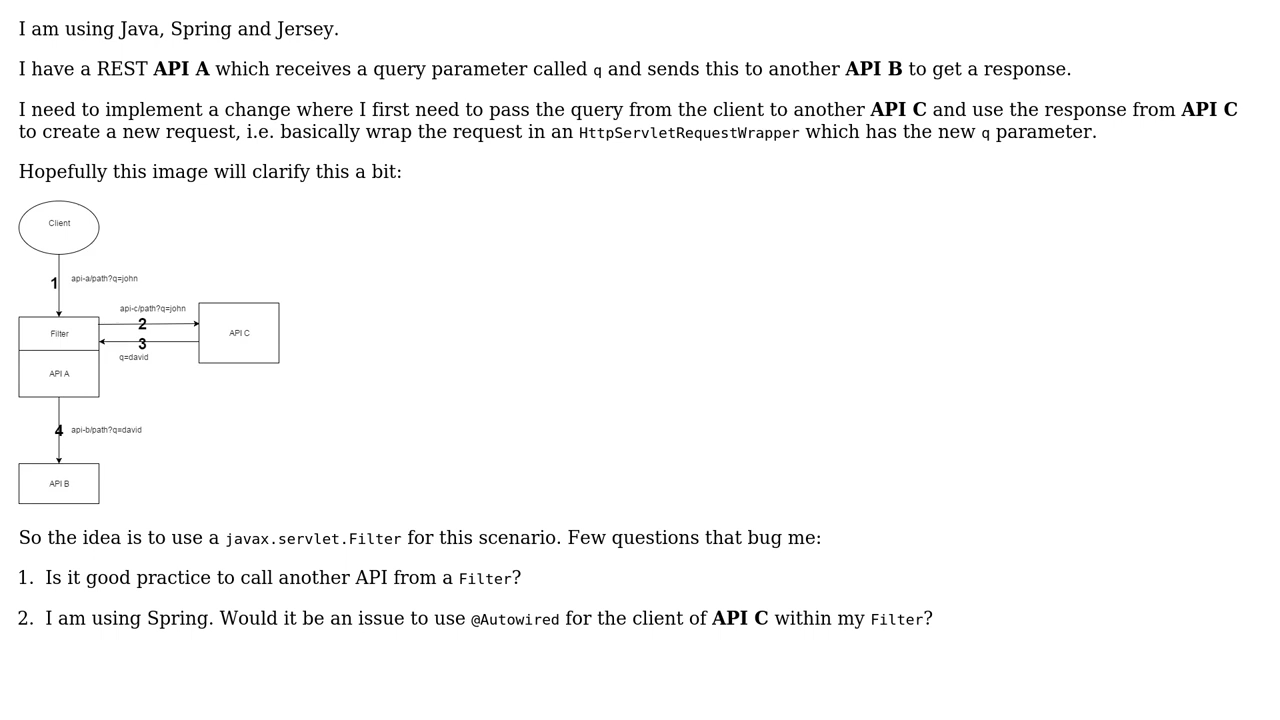 I am using Java, Spring and Jersey.
I have a REST API A which receives a query parameter called q and sends this to another API B to get a response.
I need to implement a change where I first need to pass the query from the client to another API C and use the response from API C
to create a new request, i.e. basically wrap the request in an HttpServletRequestWrapper which has the new q parameter.
Hopefully this image will clarify this a bit:
Client
1
api-a/path?q=john
api-c/path?q=john
Filter
2
API C
3
q=david
API A
4
api-b/path?q=david
API B
So the idea is to use a javax.servlet.Filter for this scenario. Few questions that bug me:
1. Is it good practice to call another API from a Filter?
2. I am using Spring. Would it be an issue to use @Autowired for the client of API C within my Filter?